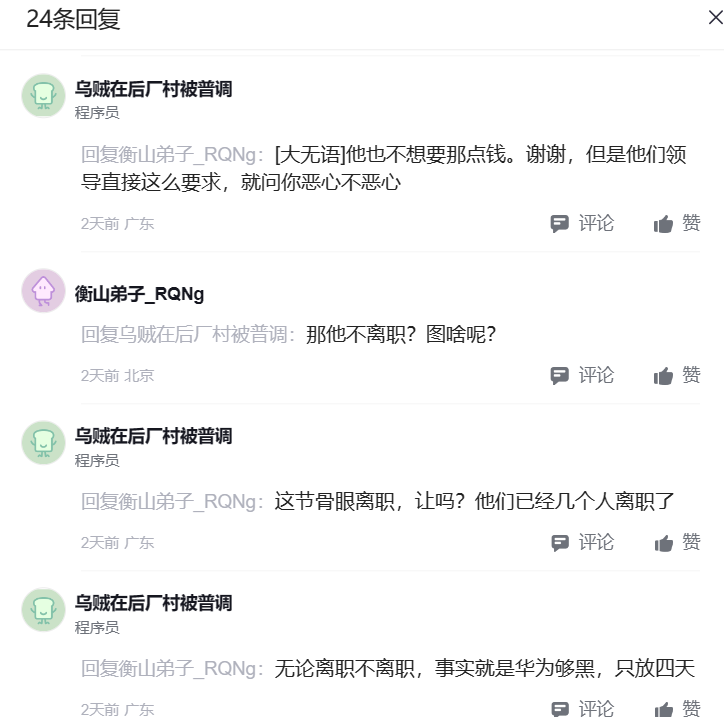 24条回复
乌贼在后厂村被普调
程序员
回复衡山弟子_RQNg：[大无语]他也不想要那点钱。谢谢，但是他们领
导直接这么要求，就问你恶心不恶心
2天前 广东 评论 赞
衡山弟子_RQNg
回复乌贼在后厂村被普调：那他不离职？图啥呢？
2天前 北京 评论 赞
乌贼在后厂村被普调
程序员
回复衡山弟子_RQNg：这节骨眼离职，让吗？他们已经几个人离职了
2天前 广东 评论 赞
乌贼在后厂村被普调
程序员
回复衡山弟子_RQNg：无论离职不离职，事实就是华为够黑，只放四天
2天前 广东 评论 赞